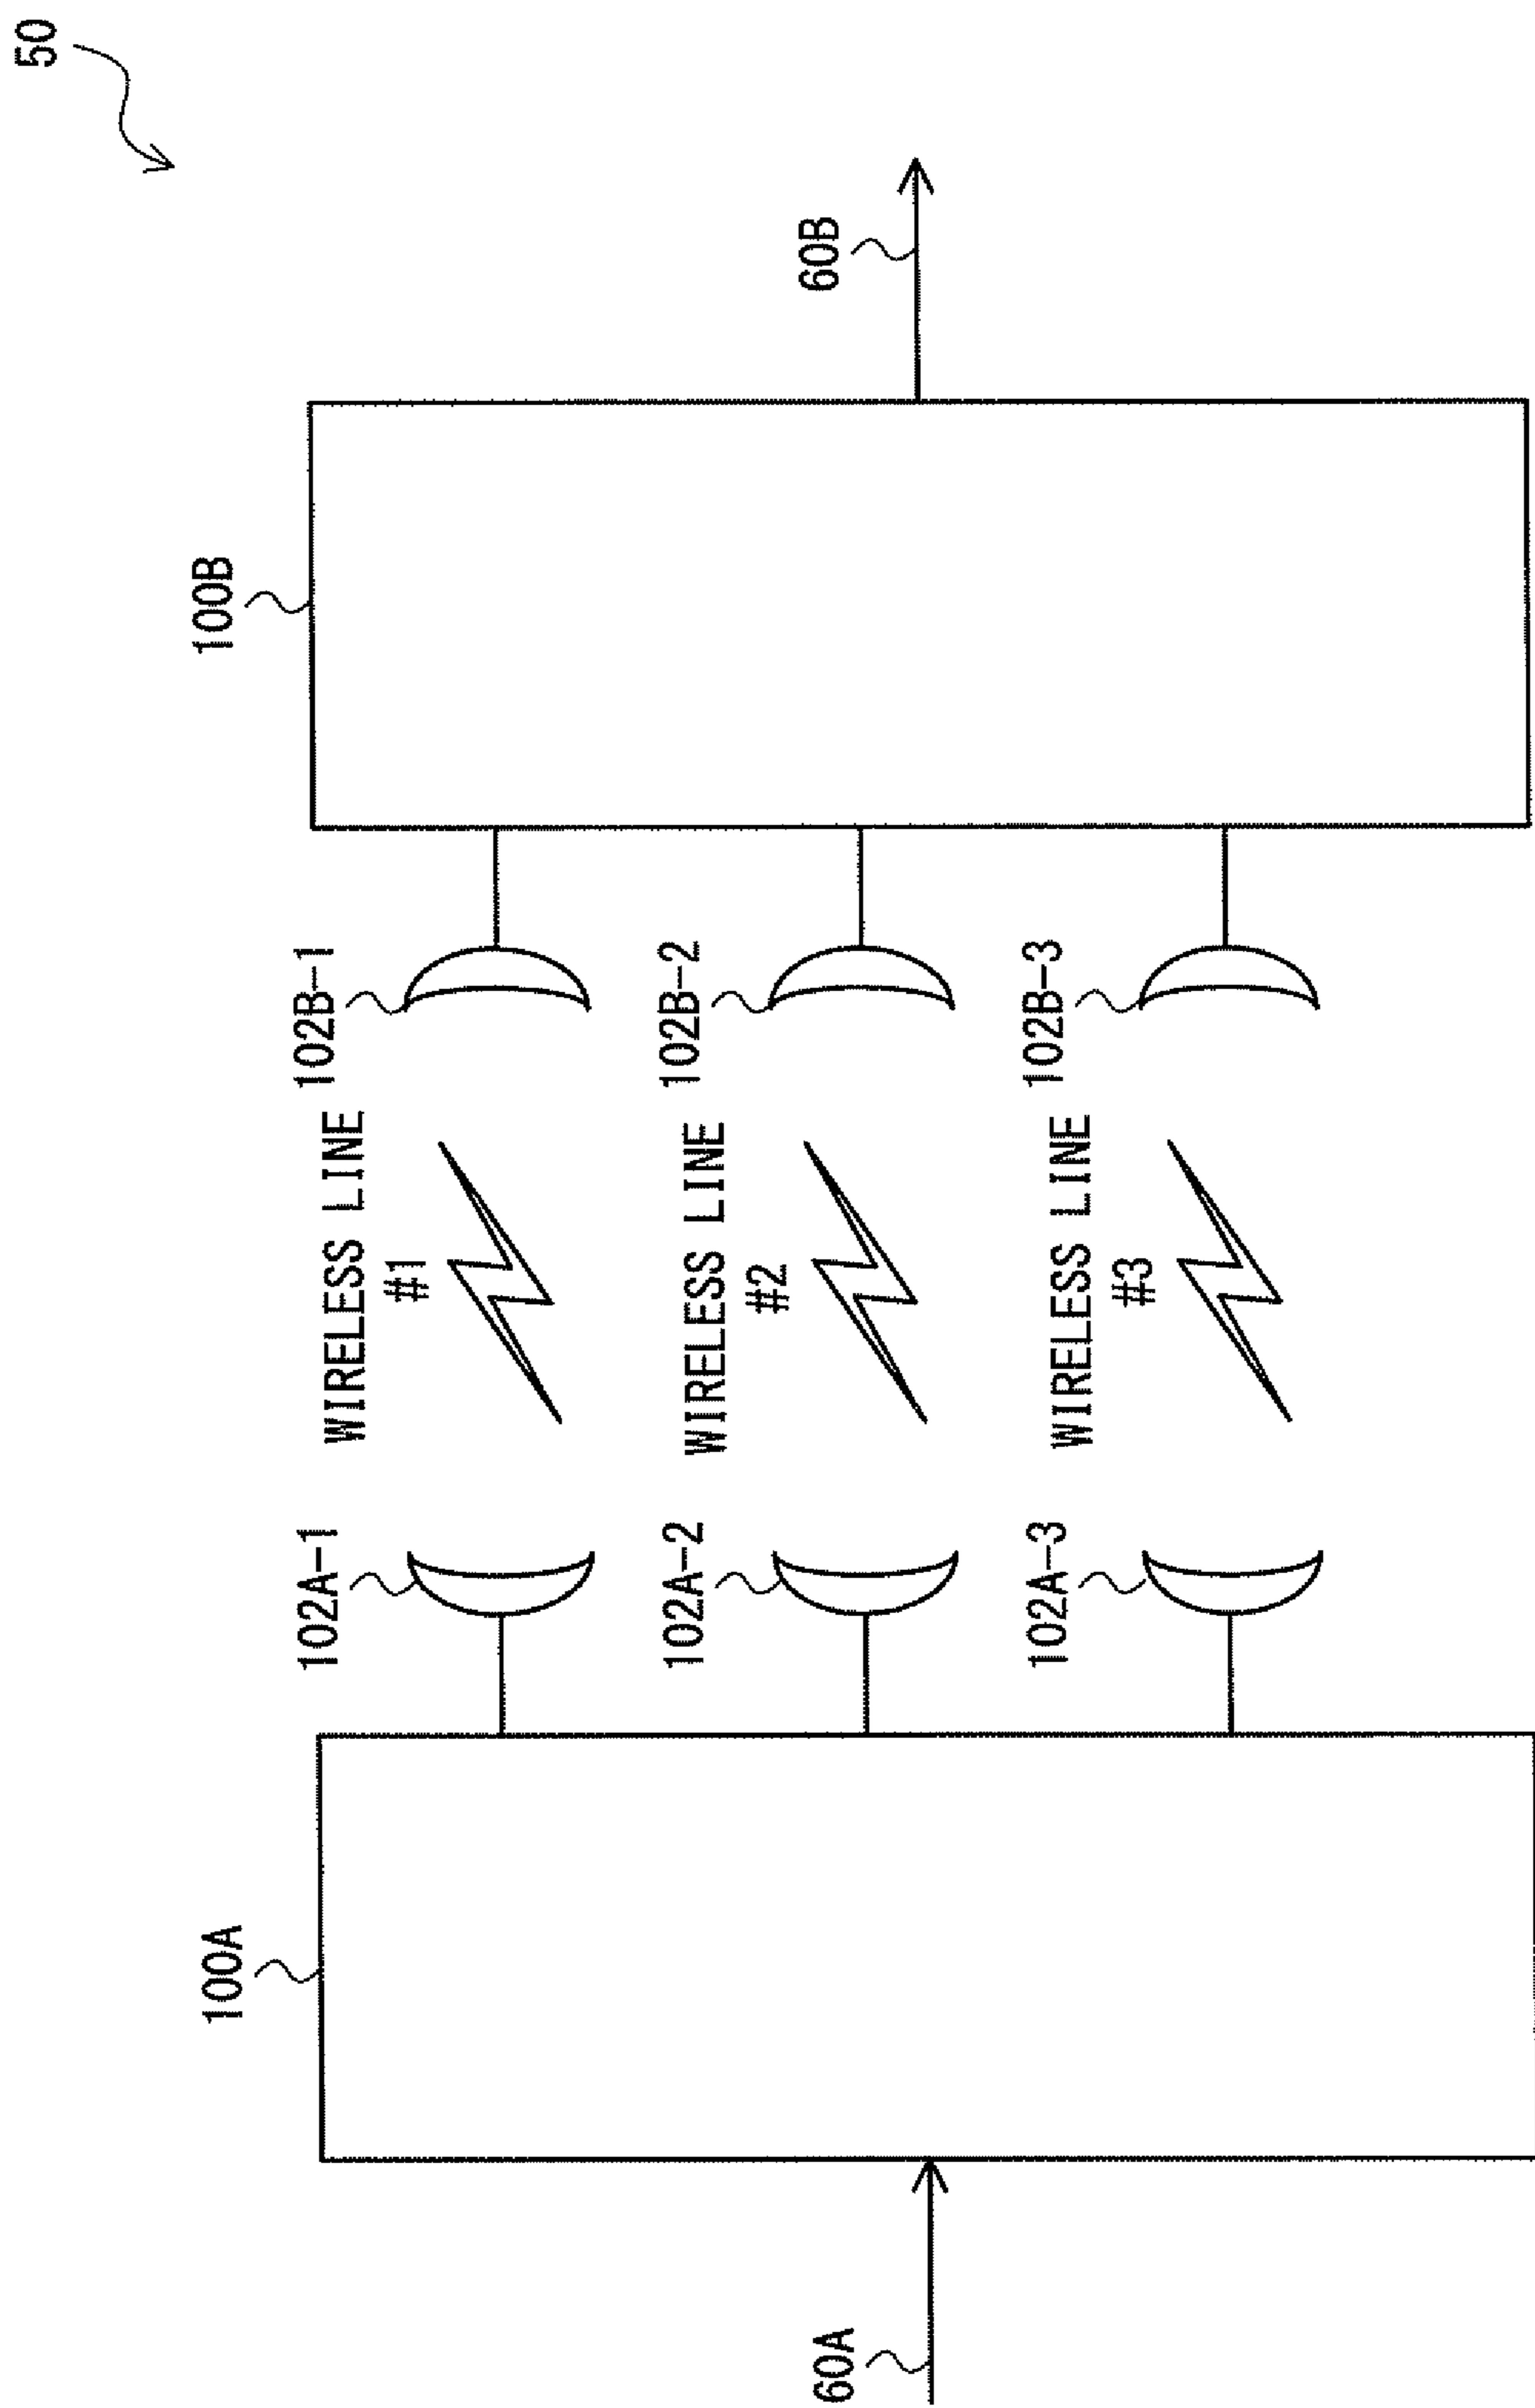 50
100A
100B
102A-1
WIRELESS LINE
#1
102B-1
102A-2
WIRELESS LINE
#2
102B-2
102A-3
WIRELESS LINE
#3
102B-3
60A
60B